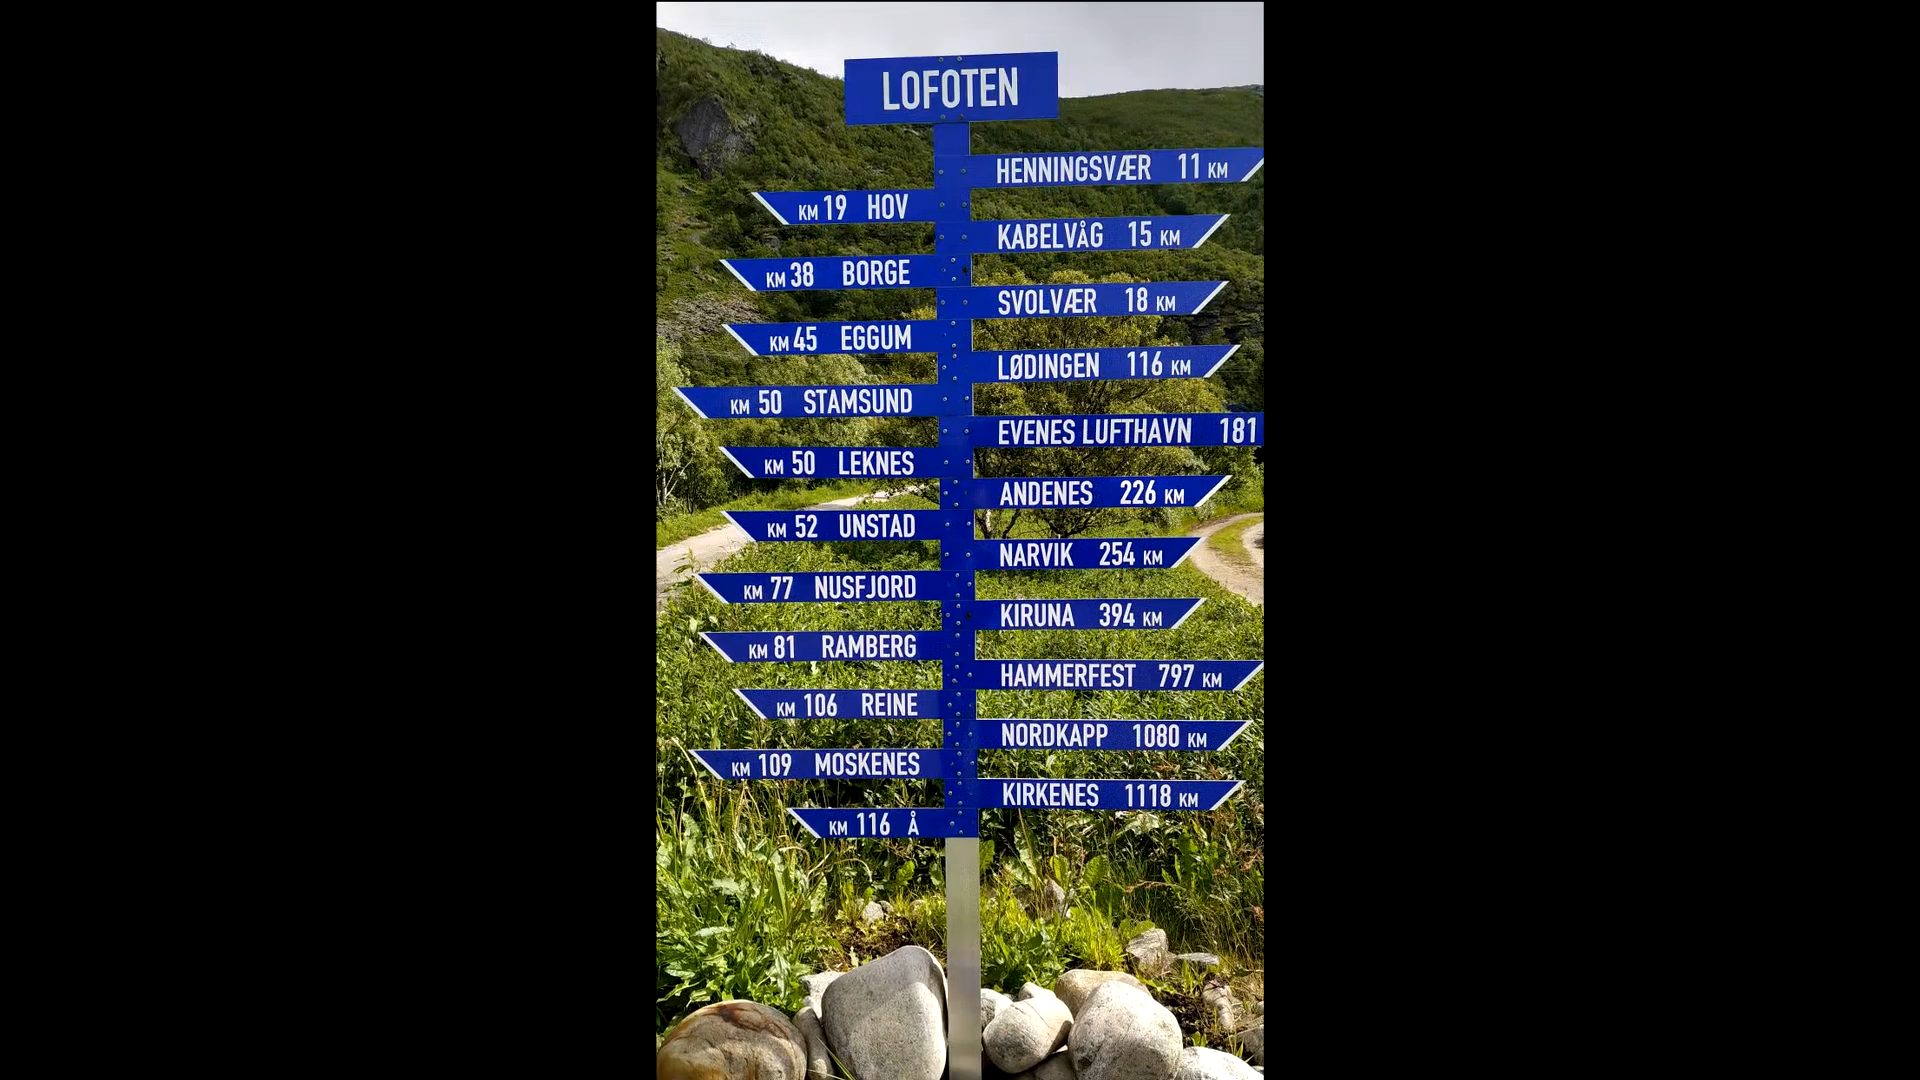 LOFOTEN
HENNINGSVÆR 11 KM
KM 19 HOV
KABELVÅG 15 KM
KM 38 BORGE
SVOLVÆR 18 KM
KM 45 EGGUM
LØDINGEN 116 KM
KM 50 STAMSUND
EVENES LUFTHAVN 181
KM 50 LEKNES
ANDENES 226 KM
KM 52 UNSTAD
NARVIK 254 KM
KM 77 NUSFJORD
KIRUNA 394 KM
KM 81 RAMBERG
HAMMERFEST 797 KM
KM 106 REINE
NORDKAPP 1080 KM
KM 109 MOSKENES
KIRKENES 1118 KM
KM 116 Å